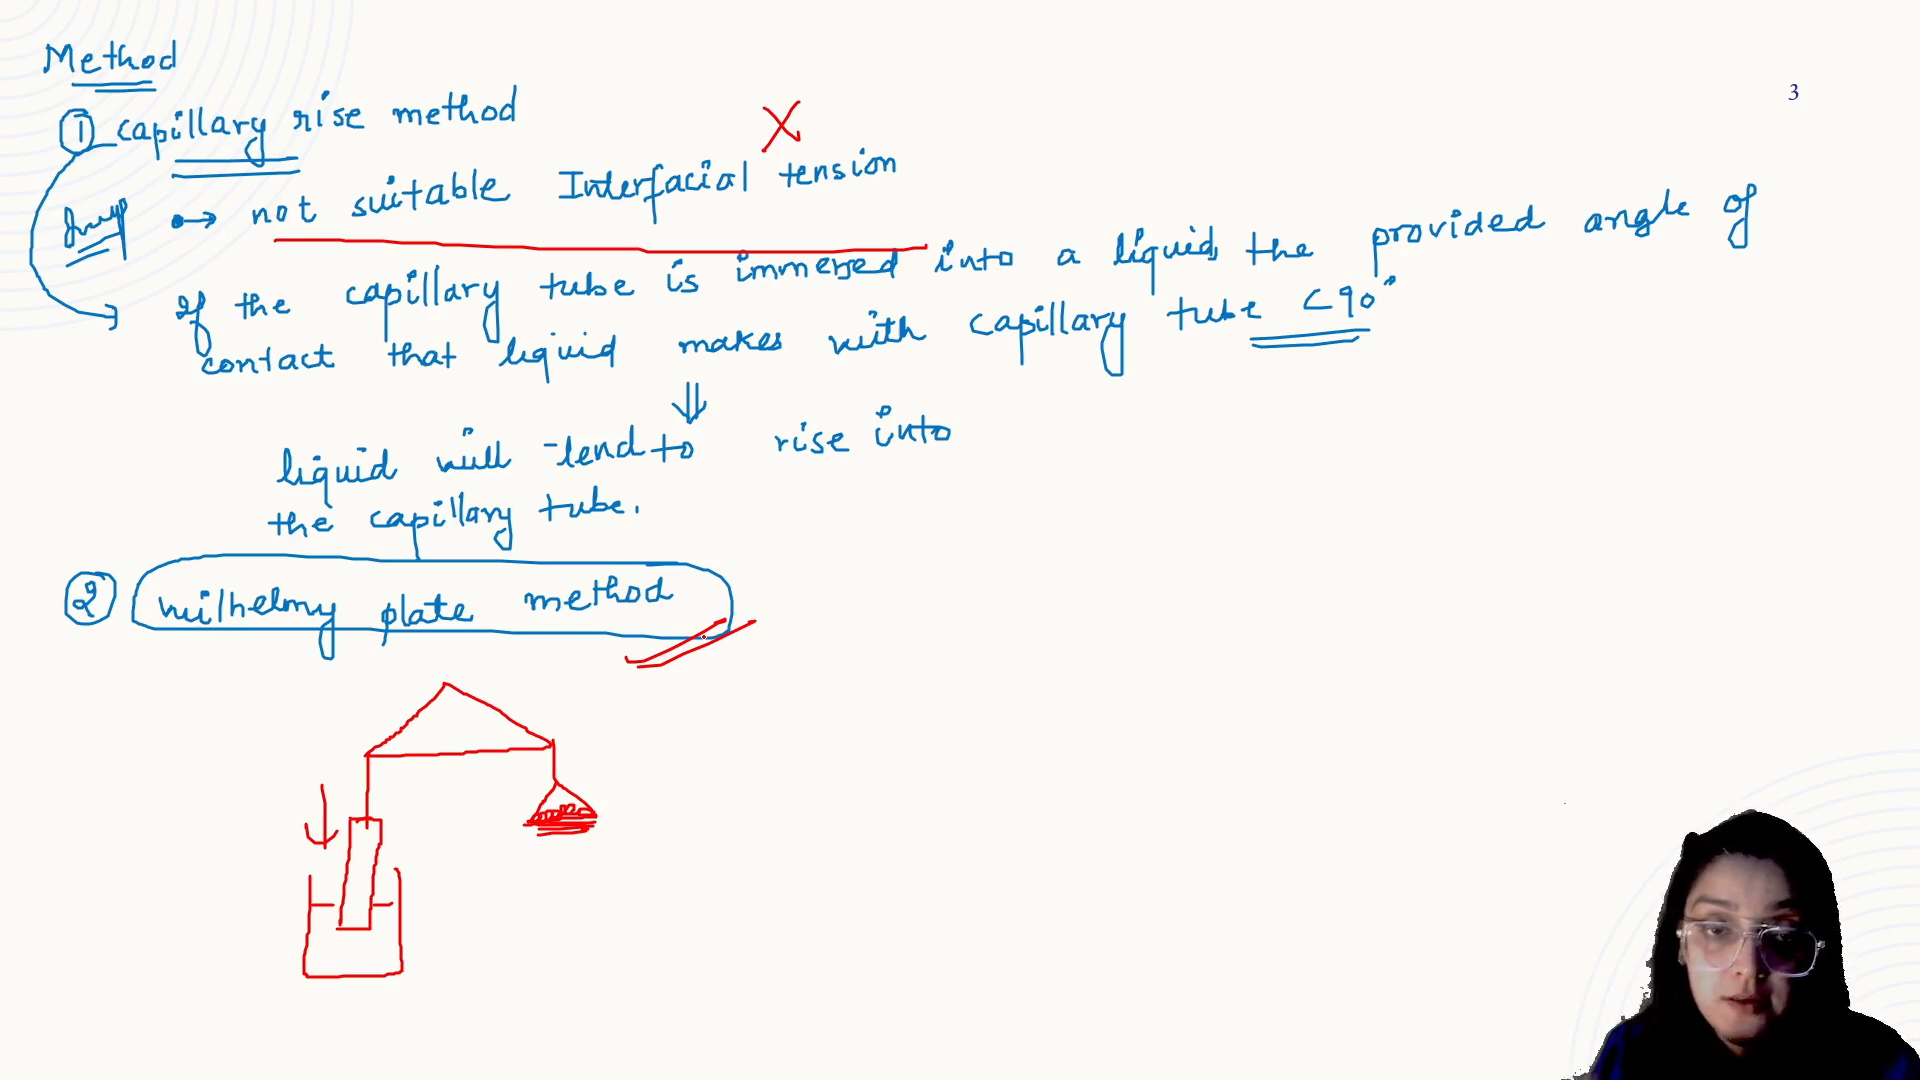 Method
3
① capillary rise method
Imp → not suitable Interfacial tension
If the capillary tube is immersed into a liquid, the provided angle of
contact that liquid makes with capillary tube <90°
liquid will tend to rise into
the capillary tube.
② wilhelmy plate method